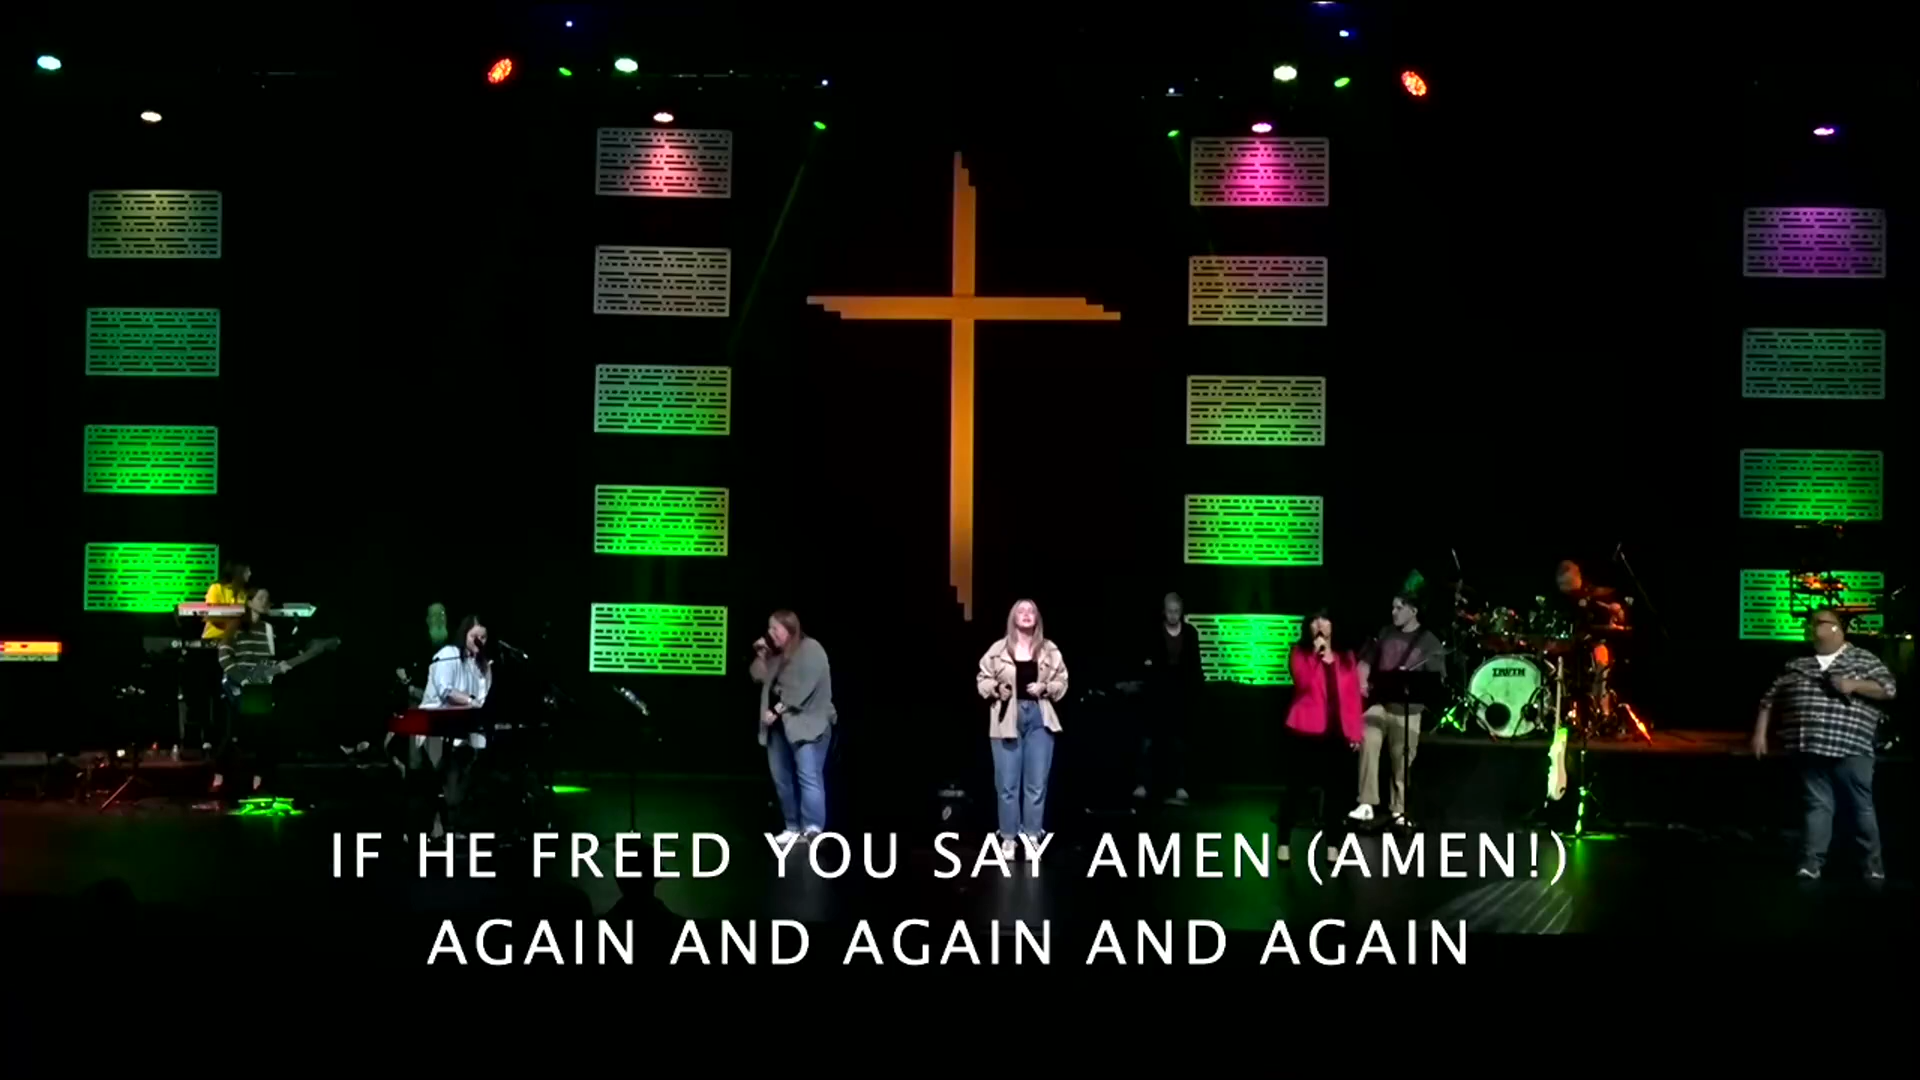 IF HE FREED YOU SAY AMEN (AMEN!)
AGAIN AND AGAIN AND AGAIN